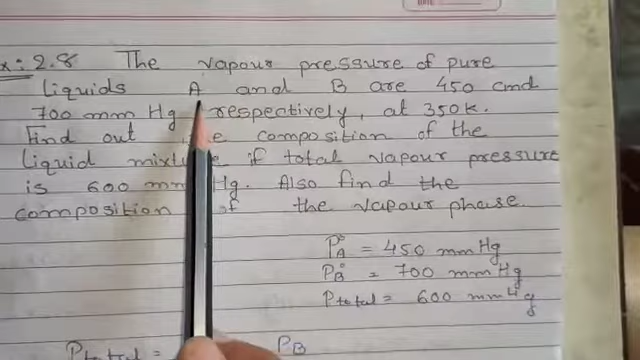 x: 2.8 The vapour pressure of pure
liquids A and B are 450 and
700 mm Hg respectively, at 350K.
Find out the composition of the
liquid mixture if total vapour pressure
is 600 mm Hg. Also find the
composition of the vapour phase.
P°A = 450 mm Hg
P°B = 700 mm Hg
Ptotal = 600 mm Hg
Ptotal = PB